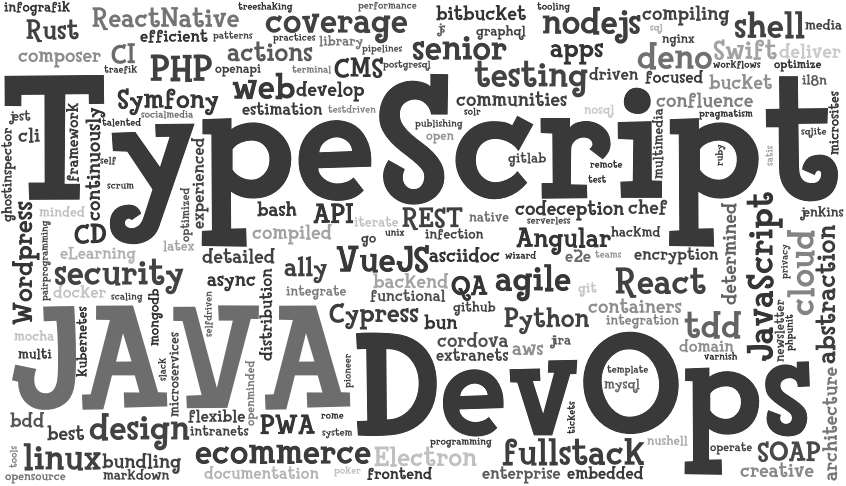 infografik
treeshaking
performance
tooling
ReactNative
coverage
bitbucket
nodejs
compiling
shell
media
Rust
efficient
patterns
practices
library
js
graphql
sql
nginx
composer
CI
actions
pipelines
senior
apps
deno
Swift
deliver
traefik
PHP
openapi
terminal
CMS
postgresql
testing
driven
focused
workflows
optimize
web
develop
bucket
il8n
Symfony
estimation
testdriven
communities
nosql
confluence
TypeScript
jest
cli
framework
continuously
talented
socialmedia
publishing
solr
open
multimedia
pragmatism
sqlite
microsites
ghostinspector
self
scrum
optimized
experienced
gitlab
remote
test
ruby
satis
minded
CD
bash
API
iterate
REST
native
codeception
chef
serverless
jenkins
Wordpress
pairprogramming
eLearning
latex
compiled
go
unix
infection
Angular
hackMd
determined
JavaScript
privacy
cloud
abstraction
detailed
VueJS
asciidoc
wizard
e2e
teams
encryption
security
async
ally
backend
QA
agile
git
React
docker
scaling
mongodb
selfdriven
distribution
integrate
functional
github
containers
mocha
kubernetes
Cypress
bun
Python
integration
tdd
newsletter
phpunit
multi
slack
microservices
JAVA
openminded
pioneer
cordova
extranets
aws
jira
domain
varnish
DevOps
template
mysql
architecture
bdd
best
design
flexible
intranets
PWA
rome
system
tickets
programming
nushell
operate
SOAP
tools
linux
bundling
ecommerce
Electron
fullstack
creative
opensource
markdown
documentation
poker
frontend
enterprise
embedded